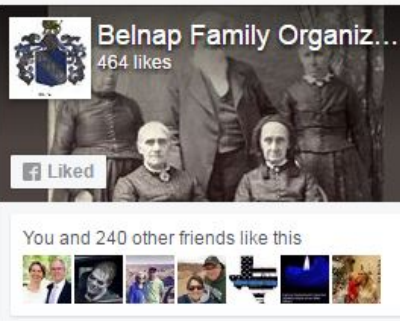 Belnap Family Organiz...
464 likes
Liked
You and 240 other friends like this